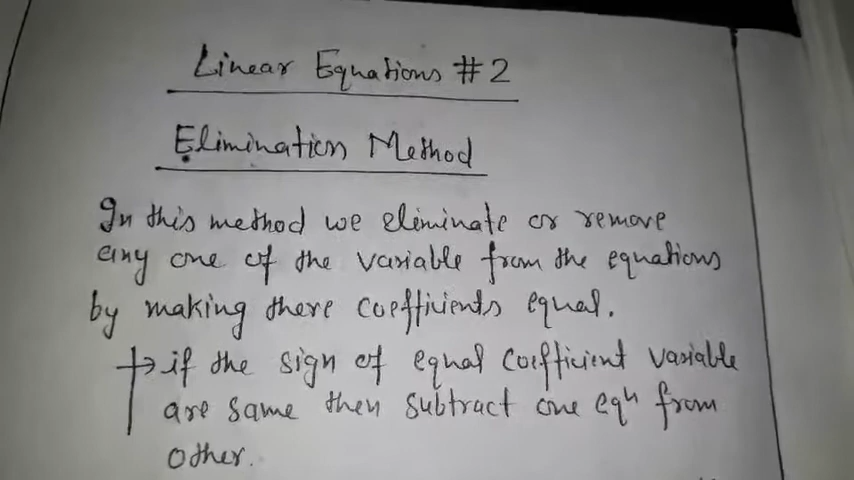 Linear Equations #2
Elimination Method
In this method we eliminate or remove
any one of the variable from the equations
by making there coefficients equal.
→ if the sign of equal coefficient variable
are same then subtract one eqn from
other.